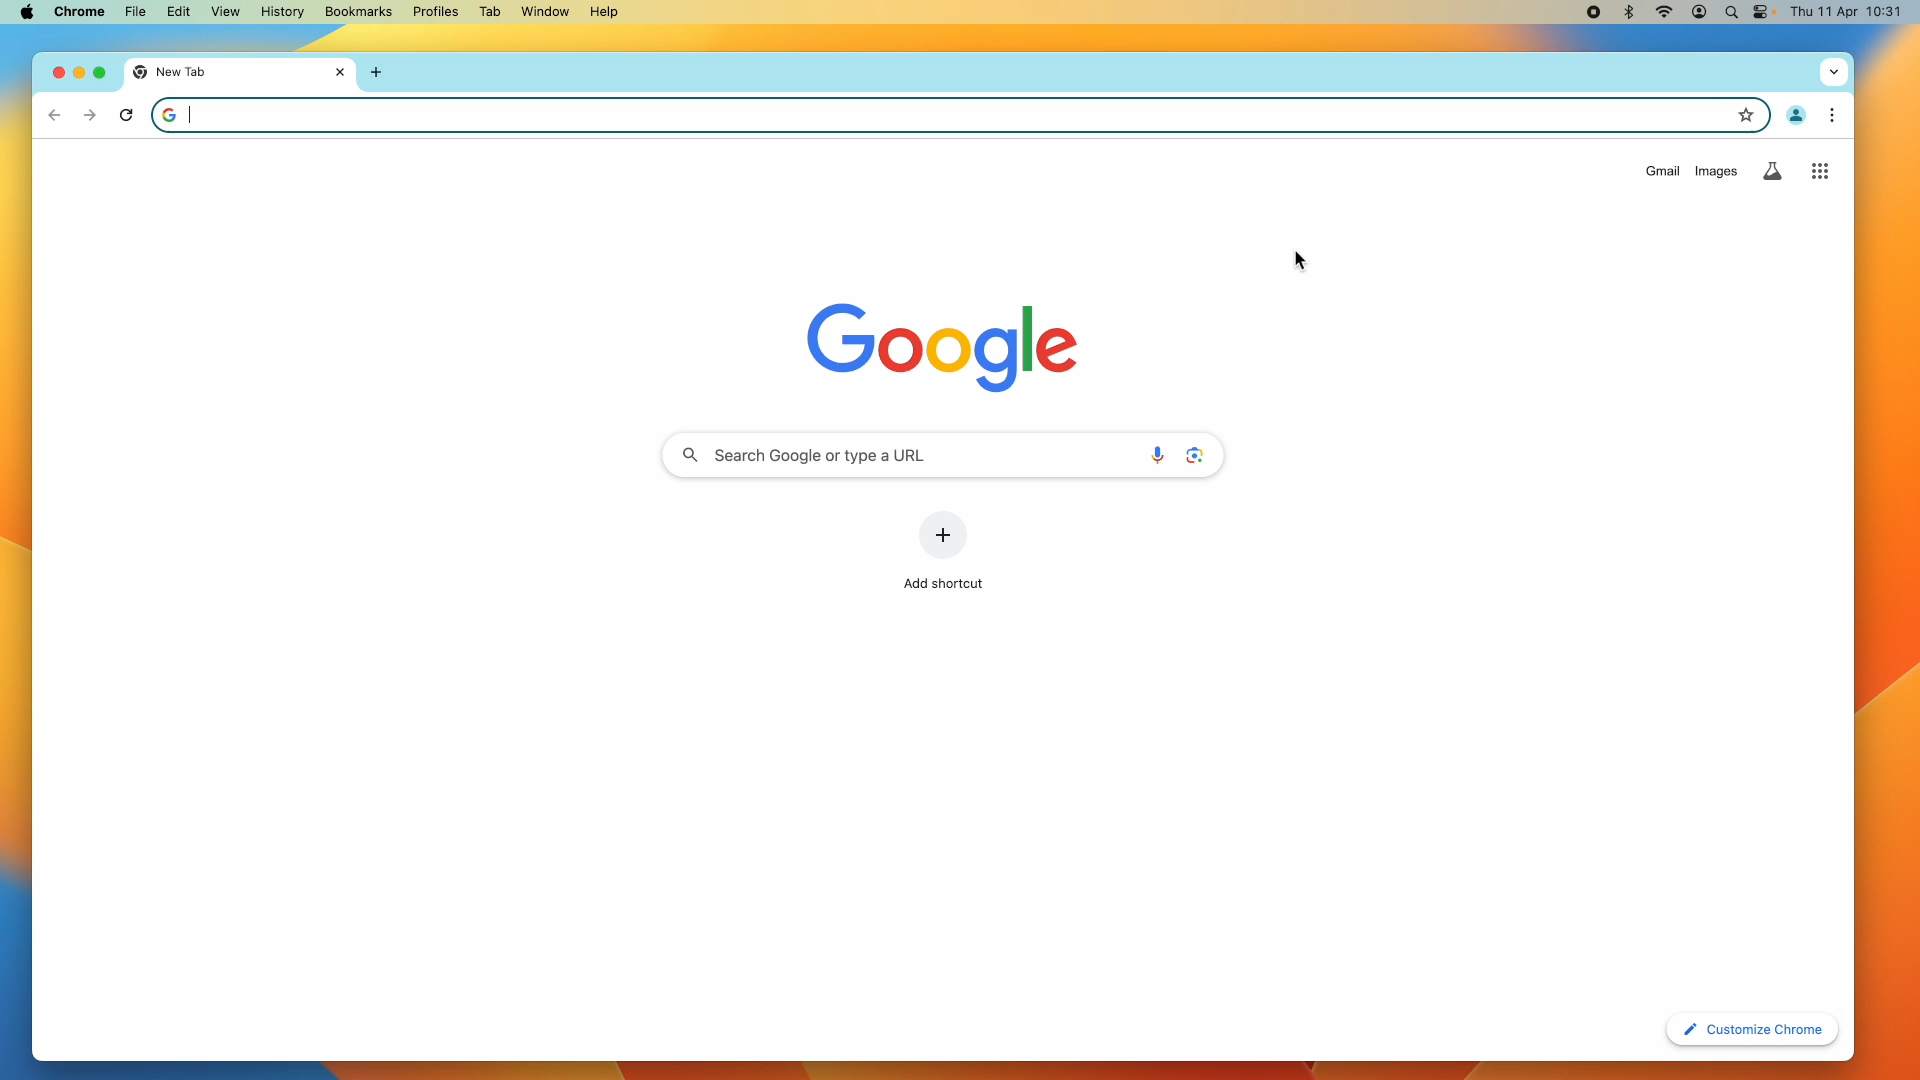 Chrome File Edit View History Bookmarks Profiles Tab Window Help Thu 11 Apr 10:31
New Tab
Gmail Images
Google
Search Google or type a URL
Add shortcut
Customize Chrome